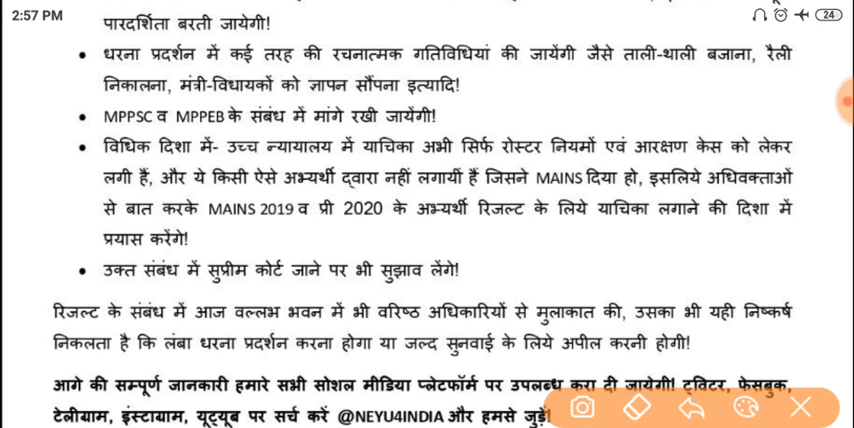 2:57 PM
24
पारदर्शिता बरती जायेगी!
• धरना प्रदर्शन में कई तरह की रचनात्मक गतिविधियां की जायेंगी जैसे ताली-थाली बजाना, रैली
निकालना, मंत्री-विधायकों को ज्ञापन सौंपना इत्यादि!
• MPPSC व MPPEB के संबंध में मांगे रखी जायेंगी!
• विधिक दिशा में- उच्च न्यायालय में याचिका अभी सिर्फ रोस्टर नियमों एवं आरक्षण केस को लेकर
लगी हैं, और ये किसी ऐसे अभ्यर्थी द्वारा नहीं लगायीं हैं जिसने MAINS दिया हो, इसलिये अधिवक्ताओं
से बात करके MAINS 2019 व प्री 2020 के अभ्यर्थी रिजल्ट के लिये याचिका लगाने की दिशा में
प्रयास करेंगे!
• उक्त संबंध में सुप्रीम कोर्ट जाने पर भी सुझाव लेंगे!
रिजल्ट के संबंध में आज वल्लभ भवन में भी वरिष्ठ अधिकारियों से मुलाकात की, उसका भी यही निष्कर्ष
निकलता है कि लंबा धरना प्रदर्शन करना होगा या जल्द सुनवाई के लिये अपील करनी होगी!
आगे की सम्पूर्ण जानकारी हमारे सभी सोशल मीडिया प्लेटफॉर्म पर उपलब्ध करा दी जायेगी! ट्विटर, फेसबुक,
टेलीग्राम, इंस्टाग्राम, यूट्यूब पर सर्च करें @NEYU4INDIA और हमसे जुड़ें!